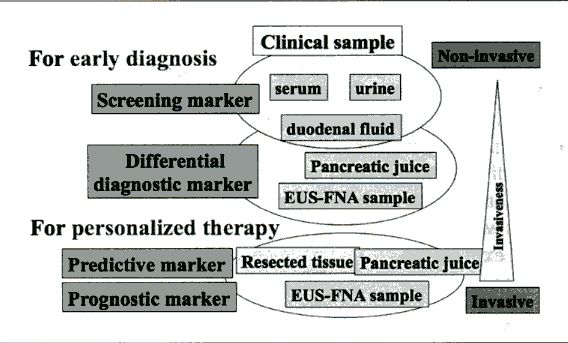 Clinical sample
For early diagnosis
Non-invasive
serum
urine
Screening marker
duodenal fluid
Differential
diagnostic marker
Pancreatic juice
EUS-FNA sample
Invasiveness
For personalized therapy
Predictive marker
Resected tissue
Pancreatic juice
Prognostic marker
EUS-FNA sample
Invasive